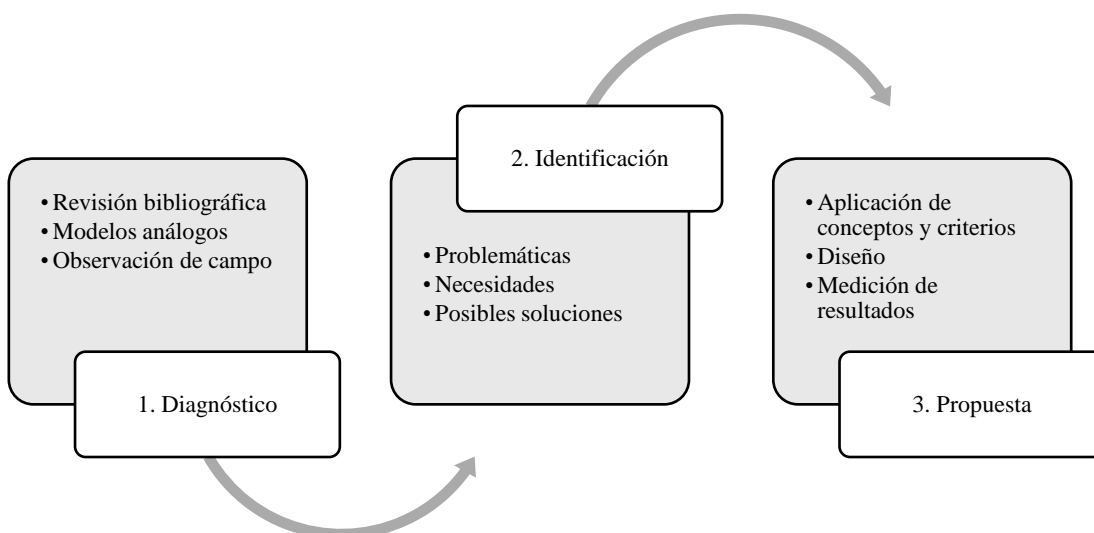 • Revisión bibliográfica
• Modelos análogos
• Observación de campo
1. Diagnóstico
2. Identificación
• Problemáticas
• Necesidades
• Posibles soluciones
• Aplicación de
conceptos y criterios
• Diseño
• Medición de
resultados
3. Propuesta